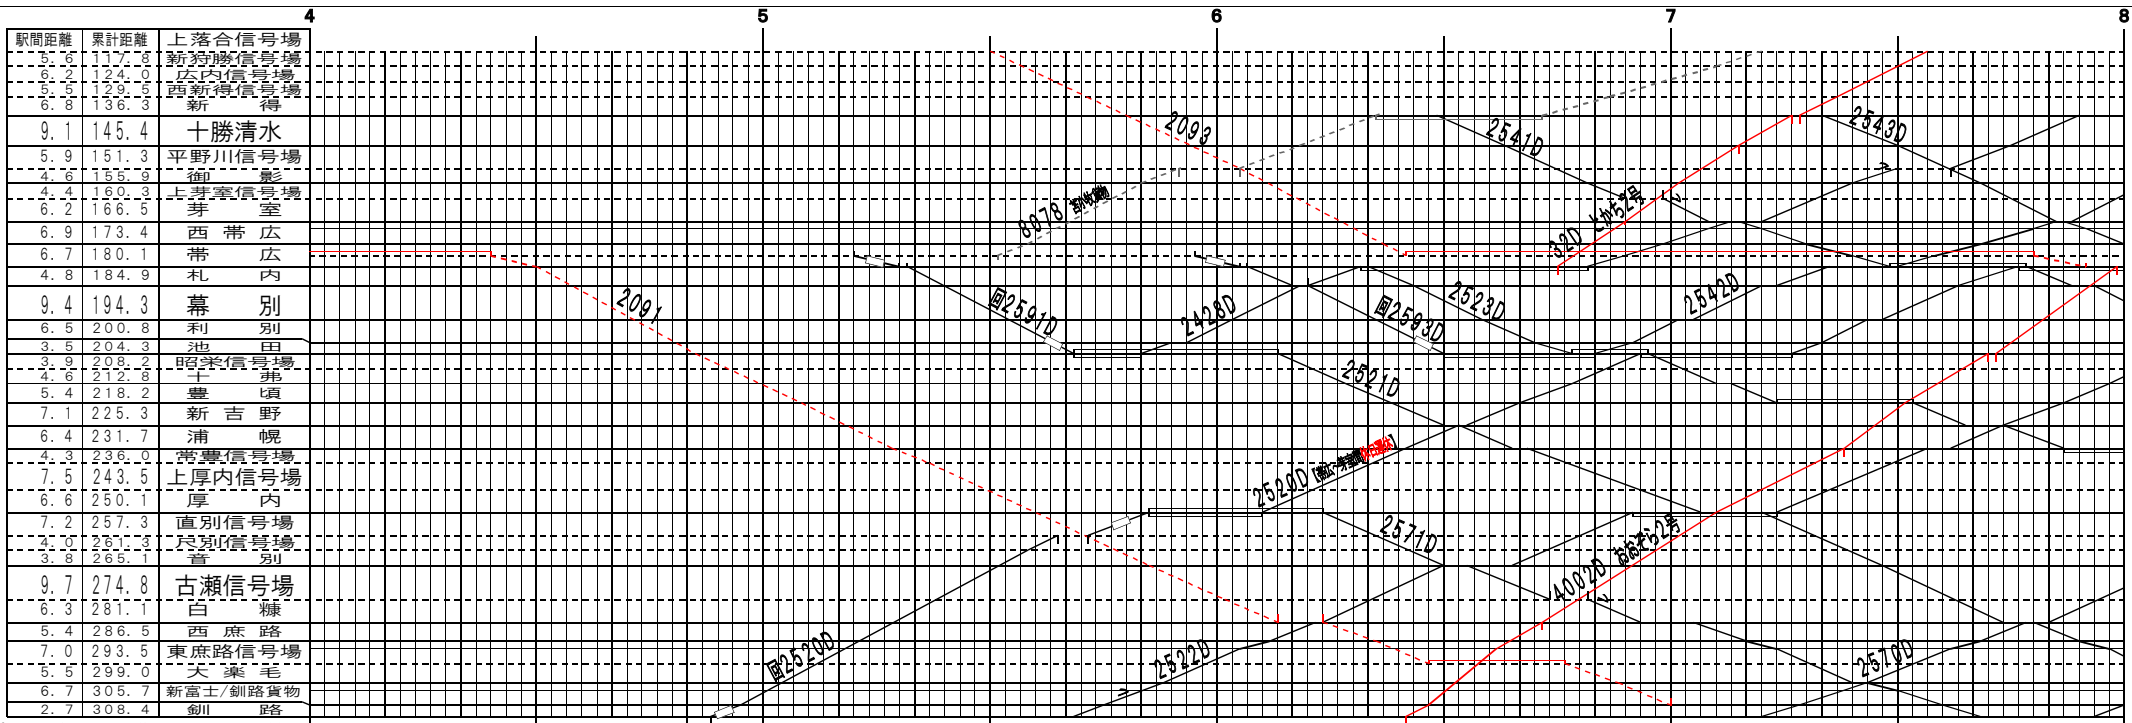 4 5 6 7 8
駅間距離 累計距離 上落合信号場
5.6 117.8 新狩勝信号場
6.2 124.0 広内信号場
5.5 129.5 西新得信号場
6.8 136.3 新得
9.1 145.4 十勝清水
5.9 151.3 平野川信号場
4.6 155.9 御影
4.4 160.3 上芽室信号場
6.2 166.5 芽室
6.9 173.4 西帯広
6.7 180.1 帯広
4.8 184.9 札内
9.4 194.3 幕別
6.5 200.8 利別
3.5 204.3 池田
3.9 208.2 昭栄信号場
4.6 212.8 十弗
5.4 218.2 豊頃
7.1 225.3 新吉野
6.4 231.7 浦幌
4.3 236.0 常豊信号場
7.5 243.5 上厚内信号場
6.6 250.1 厚内
7.2 257.3 直別信号場
4.0 261.3 尺別信号場
3.8 265.1 音別
9.7 274.8 古瀬信号場
6.3 281.1 白糠
5.4 286.5 西庶路
7.0 293.5 東庶路信号場
5.5 299.0 大楽毛
6.7 305.7 新富士/釧路貨物
2.7 308.4 釧路
2093
2541D
2543D
8078
32D とかち2号
2091
回2591D
2428D
回2593D
2523D
2542D
2521D
2520D
2571D
4002D おおぞら2号
回2520D
2522D
2570D